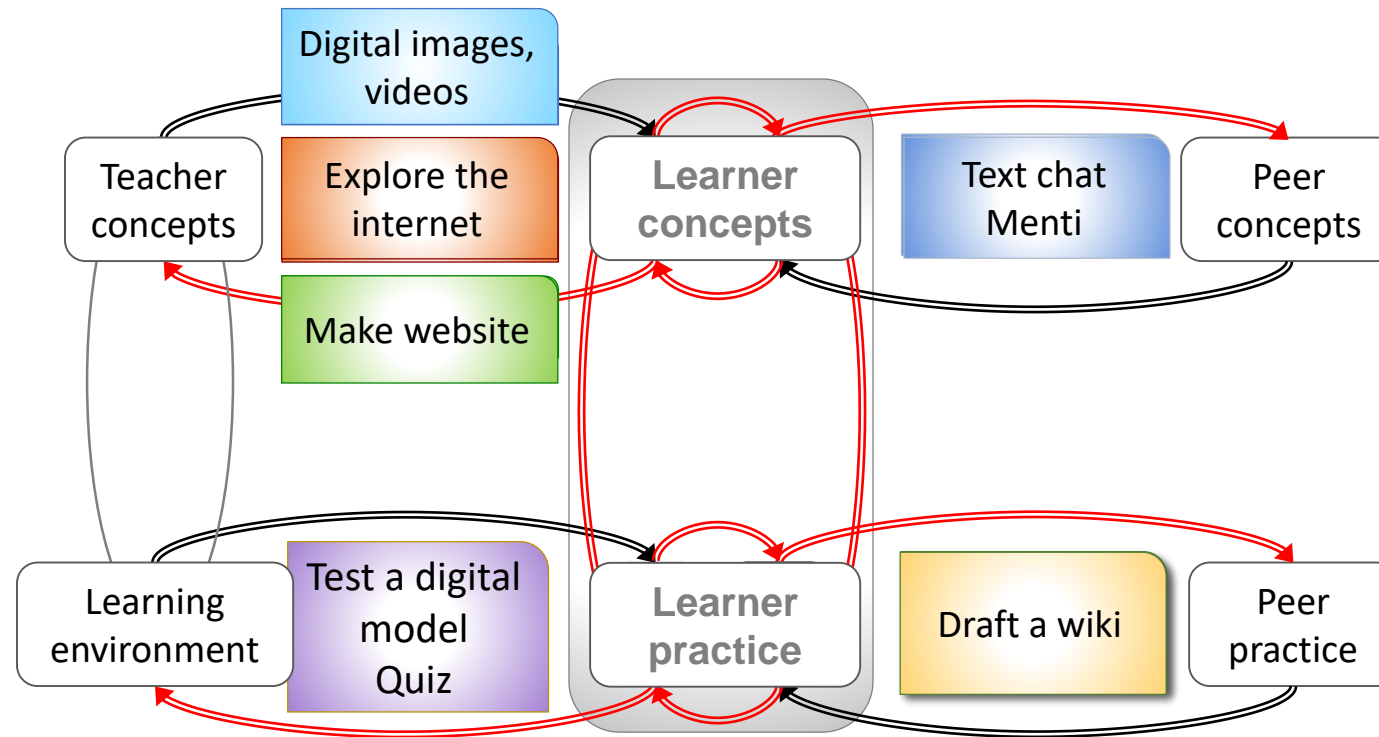 Digital images,
videos
Teacher
concepts
Explore the
internet
Learner
concepts
Text chat
Menti
Peer
concepts
Make website
Learning
environment
Test a digital
model
Quiz
Learner
practice
Draft a wiki
Peer
practice